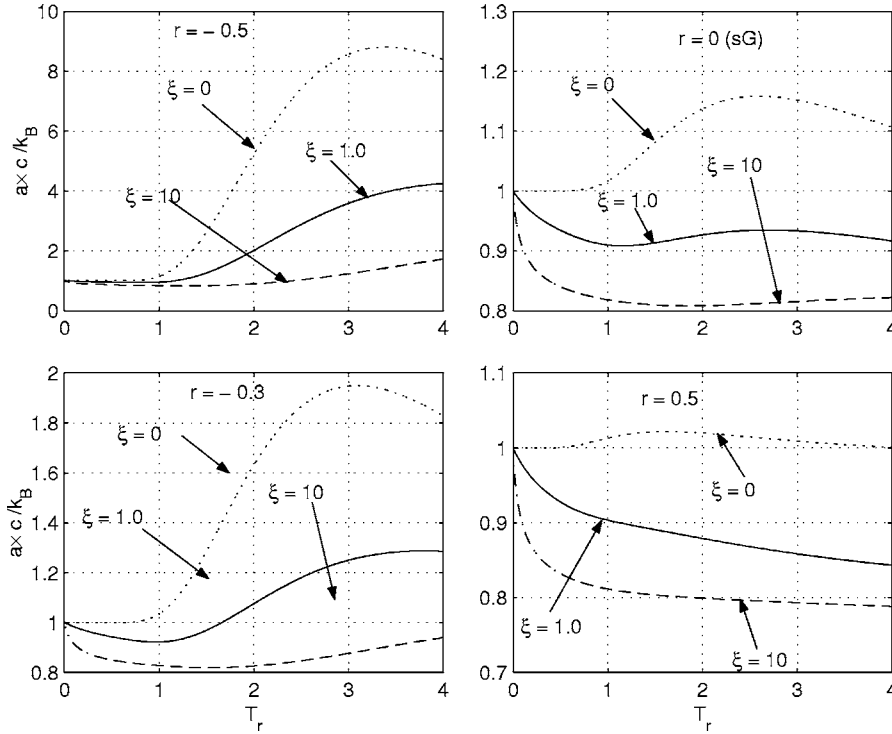 r = − 0.5
ξ = 0
ξ = 1.0
ξ = 10
a× c /k_B
10
8
6
4
2
0
0 1 2 3 4
r = 0 (sG)
ξ = 0
ξ = 10
ξ = 1.0
1.3
1.2
1.1
1
0.9
0.8
0 1 2 3 4
r = − 0.3
ξ = 0
ξ = 10
ξ = 1.0
a× c /k_B
2
1.8
1.6
1.4
1.2
1
0.8
0 1 2 3 4
T_r
r = 0.5
ξ = 0
ξ = 1.0
ξ = 10
1.1
1
0.9
0.8
0.7
0 1 2 3 4
T_r